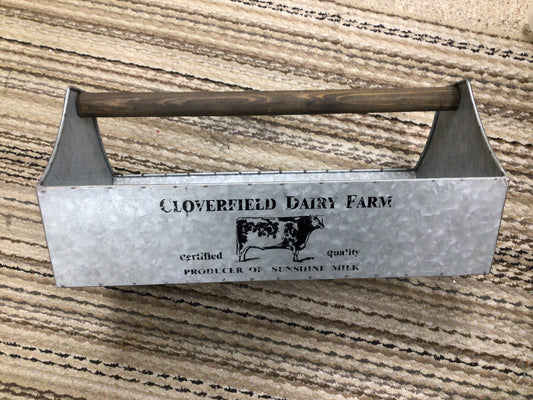 CLOVERFIELD DAIRY FARM
certified quality
PRODUCER OF SUNSHINE MILK